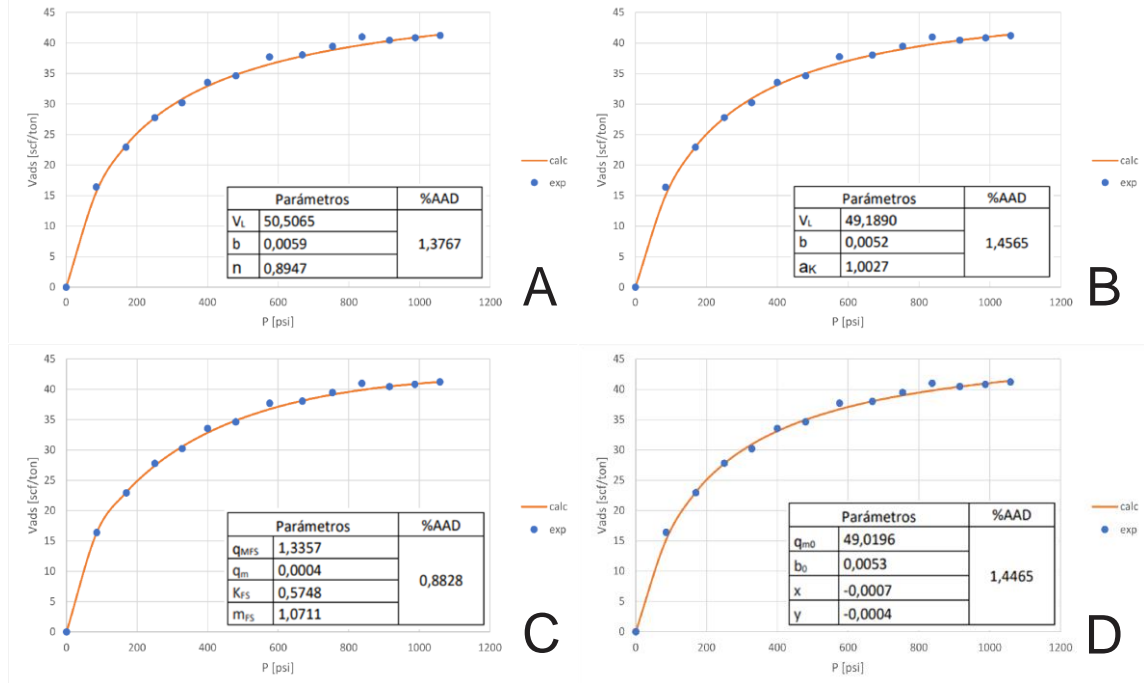 45
40
35
30
25
20
15
10
5
0
Vads [scf/ton]
0 200 400 600 800 1000 1200
P [psi]
calc
exp
Parámetros %AAD
VL 50,5065
b 0,0059
n 0,8947
1,3767
A
45
40
35
30
25
20
15
10
5
0
Vads [scf/ton]
0 200 400 600 800 1000 1200
P [psi]
calc
exp
Parámetros %AAD
VL 49,1890
b 0,0052
aK 1,0027
1,4565
B
45
40
35
30
25
20
15
10
5
0
Vads [scf/ton]
0 200 400 600 800 1000 1200
P [psi]
calc
exp
Parámetros %AAD
qMFS 1,3357
qm 0,0004
KFS 0,5748
mFS 1,0711
0,8828
C
45
40
35
30
25
20
15
10
5
0
Vads [scf/ton]
0 200 400 600 800 1000 1200
P [psi]
calc
exp
Parámetros %AAD
qm0 49,0196
b0 0,0053
x -0,0007
y -0,0004
1,4465
D